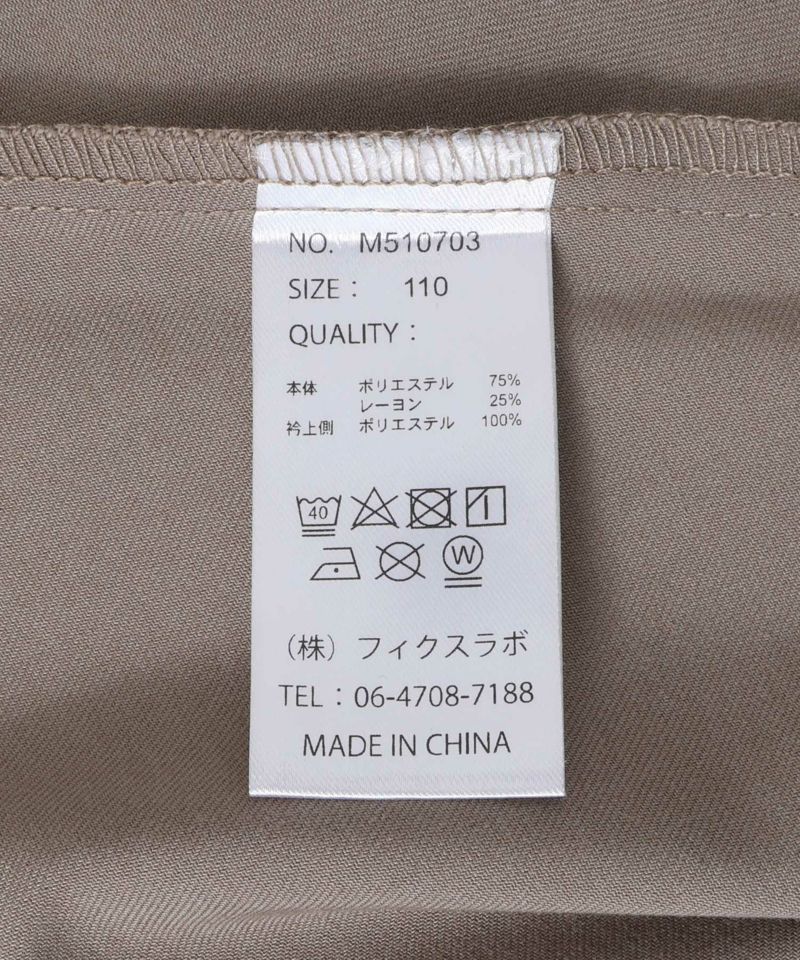 NO. M510703
SIZE： 110
QUALITY：
本体 ポリエステル 75%
レーヨン 25%
衿上側 ポリエステル 100%
40
W
（株）フィクスラボ
TEL：06-4708-7188
MADE IN CHINA